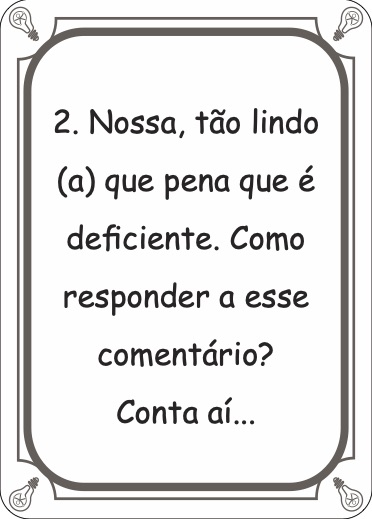 2. Nossa, tão lindo
(a) que pena que é
deficiente. Como
responder a esse
comentário?
Conta aí...